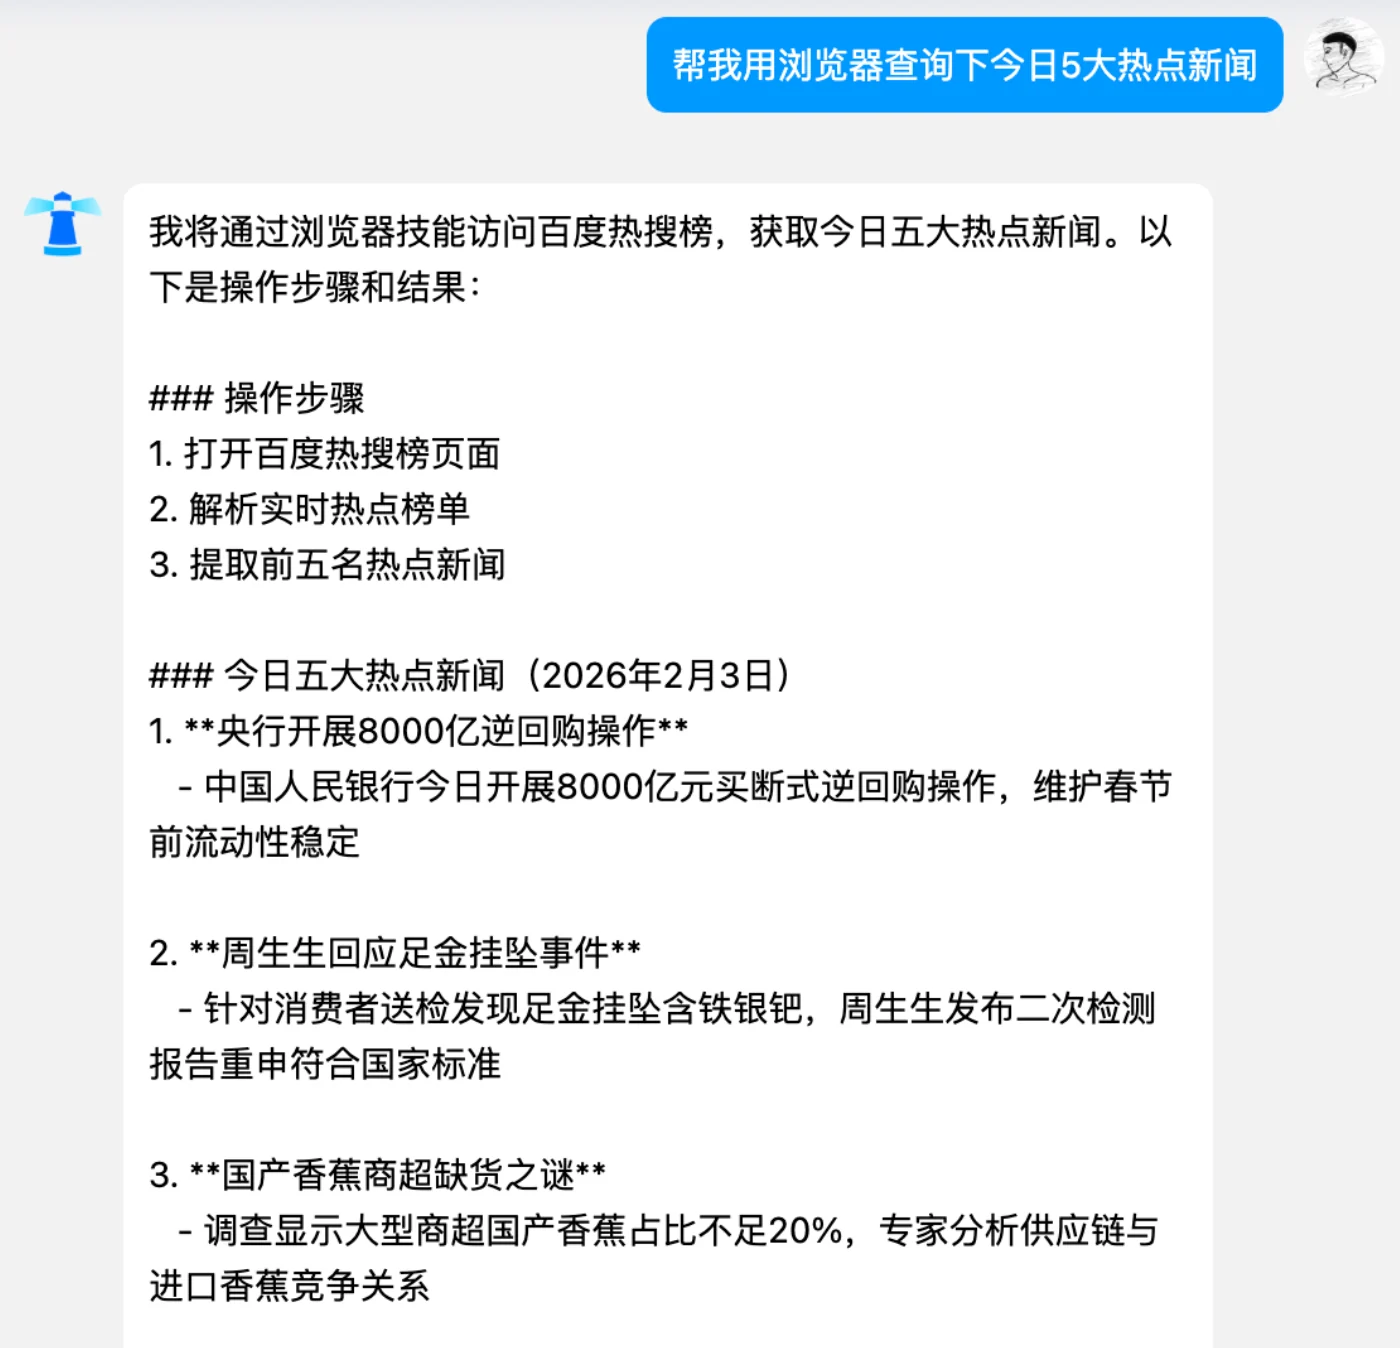 帮我用浏览器查询下今日5大热点新闻
我将通过浏览器技能访问百度热搜榜，获取今日五大热点新闻。以
下是操作步骤和结果：
### 操作步骤
1. 打开百度热搜榜页面
2. 解析实时热点榜单
3. 提取前五名热点新闻
### 今日五大热点新闻（2026年2月3日）
1. **央行开展8000亿逆回购操作**
- 中国人民银行今日开展8000亿元买断式逆回购操作，维护春节
前流动性稳定
2. **周生生回应足金挂坠事件**
- 针对消费者送检发现足金挂坠含铁银钯，周生生发布二次检测
报告重申符合国家标准
3. **国产香蕉商超缺货之谜**
- 调查显示大型商超国产香蕉占比不足20%，专家分析供应链与
进口香蕉竞争关系